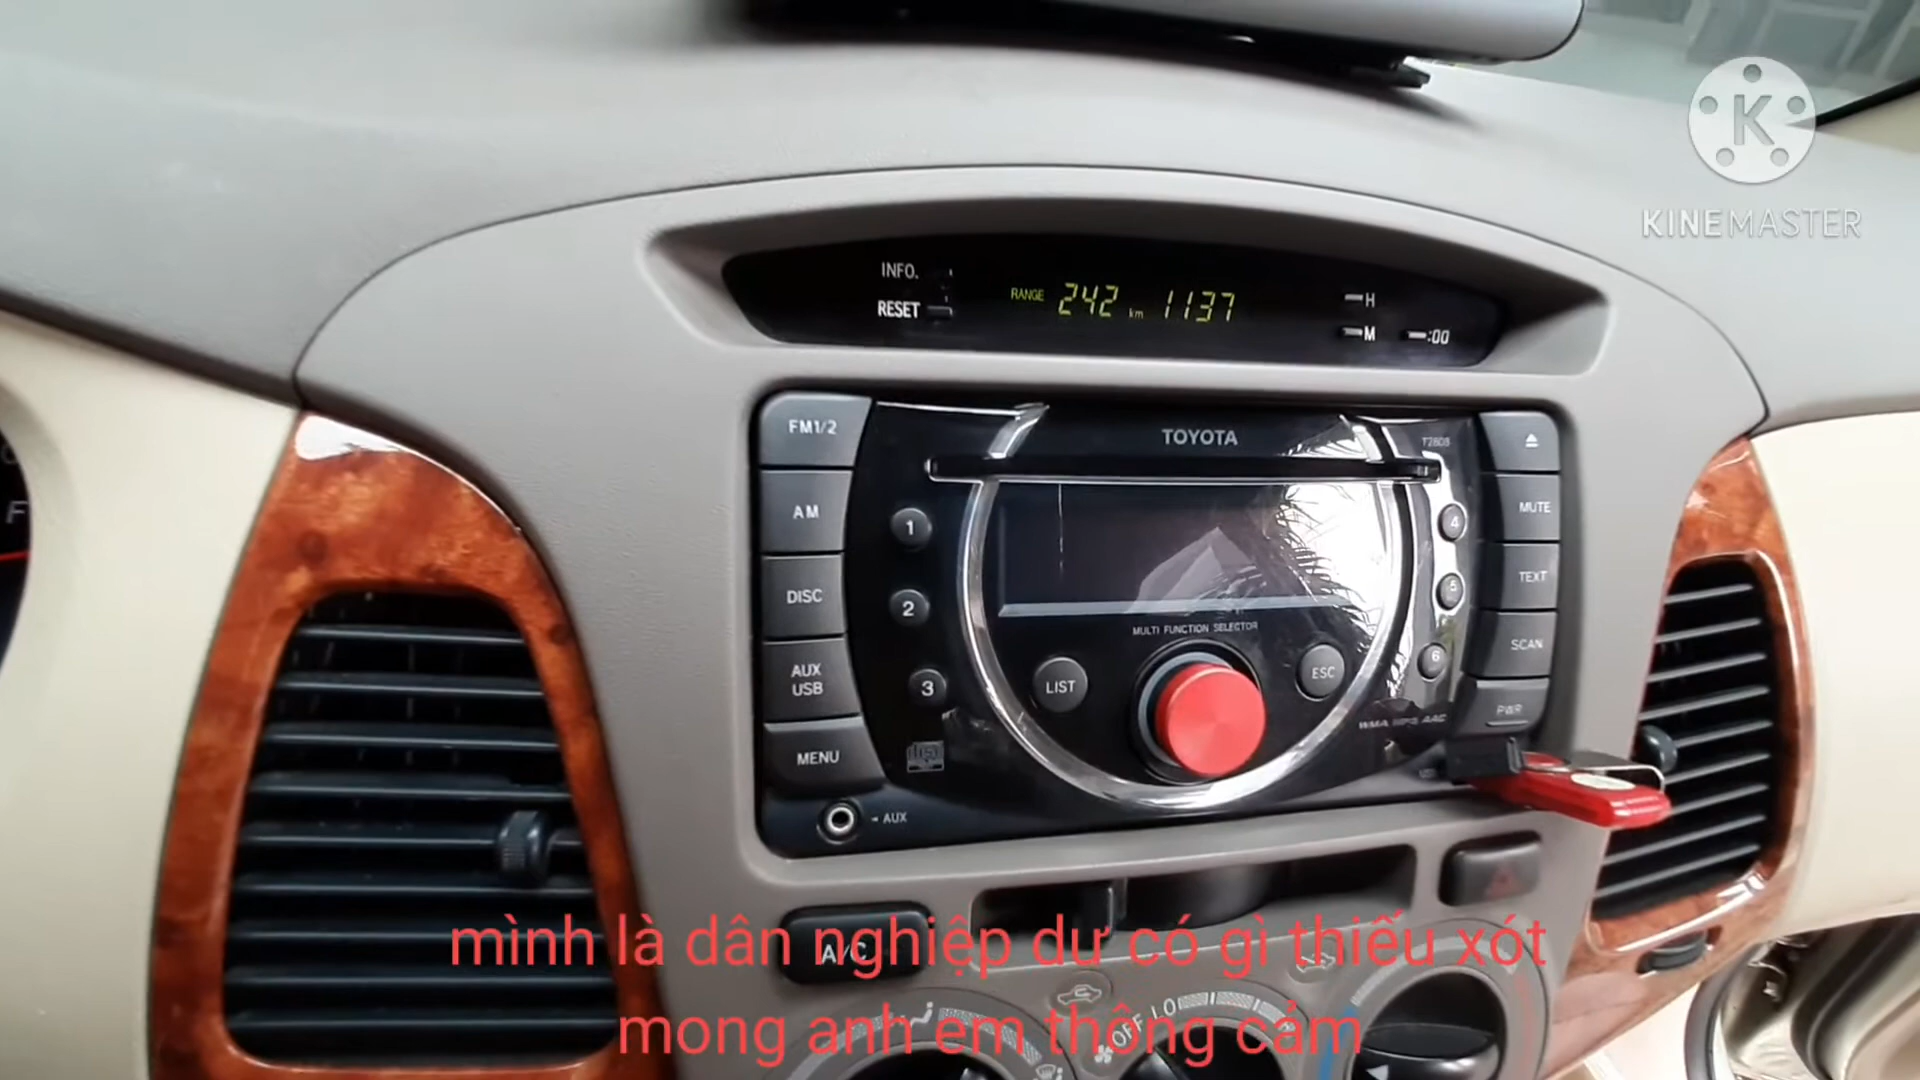 K
KINEMASTER
INFO.
RESET
RANGE 242 km 1137
H
M
:00
FM1/2
TOYOTA
AM
1
4
MUTE
DISC
2
5
TEXT
MULTI FUNCTION SELECTOR
AUX
USB
3
LIST
ESC
6
SCAN
PWR
WMA MP3 AAC
MENU
AUX
A/C
mình là dân nghiệp dư có gì thiếu xót
mong anh em thông cảm
OFF LO
F